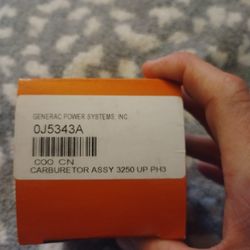 GENERAC POWER SYSTEMS, INC.
0J5343A
COO CN
CARBURETOR ASSY 3250 UP PH3